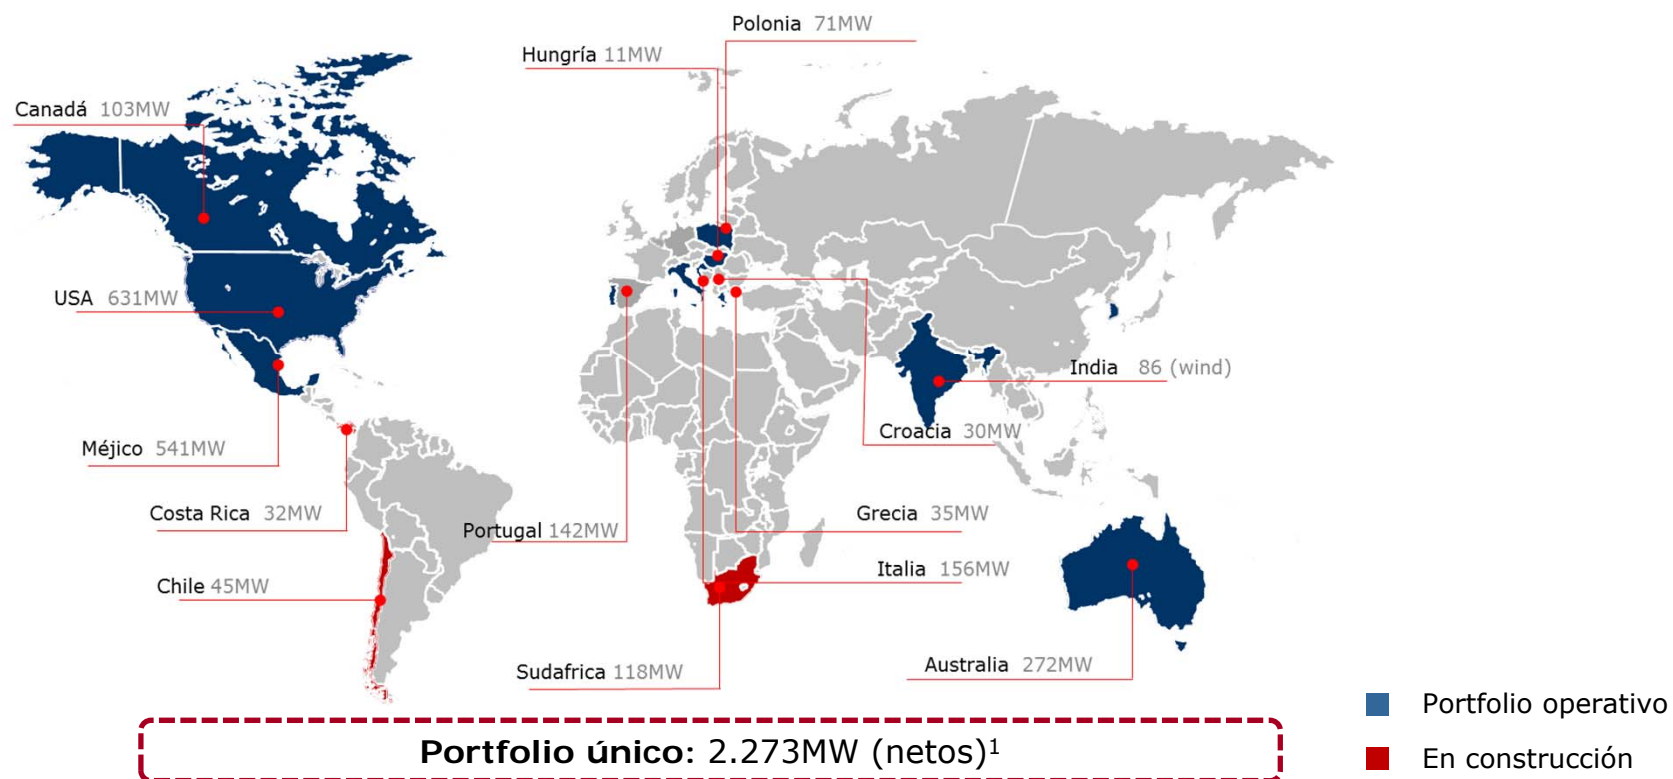 Polonia 71MW
Hungría 11MW
Canadá 103MW
USA 631MW
India 86 (wind)
Croacia 30MW
Méjico 541MW
Costa Rica 32MW
Portugal 142MW
Grecia 35MW
Italia 156MW
Chile 45MW
Sudafrica 118MW
Australia 272MW
Portfolio operativo
Portfolio único: 2.273MW (netos)¹
En construcción